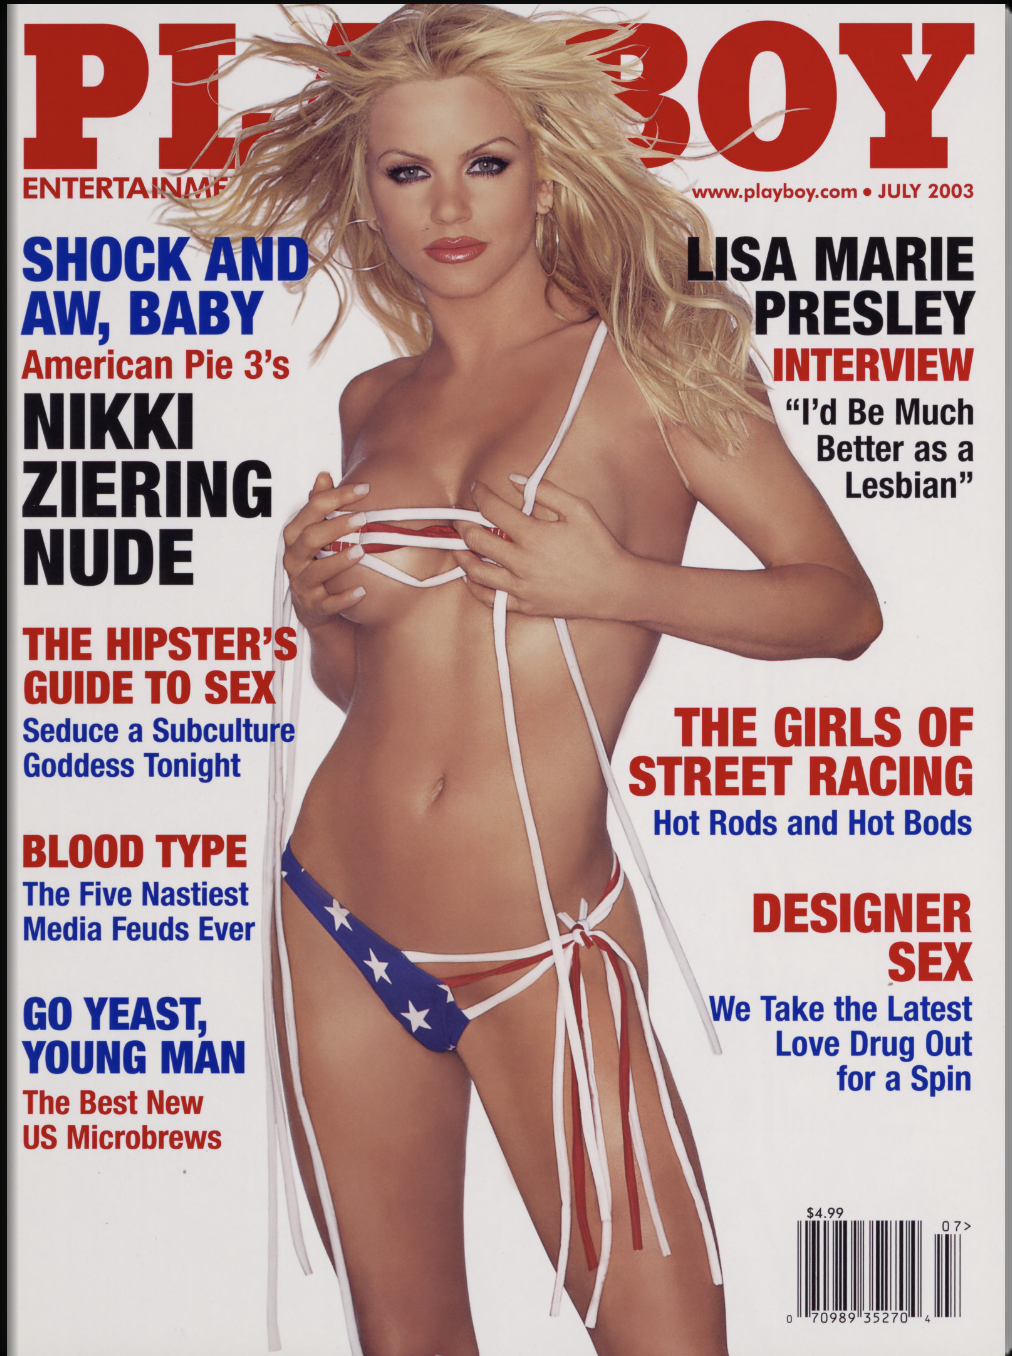 PLAYBOY
ENTERTAINME
www.playboy.com • JULY 2003
SHOCK AND
AW, BABY
American Pie 3's
NIKKI
ZIERING
NUDE
THE HIPSTER'S
GUIDE TO SEX
Seduce a Subculture
Goddess Tonight
BLOOD TYPE
The Five Nastiest
Media Feuds Ever
GO YEAST,
YOUNG MAN
The Best New
US Microbrews
LISA MARIE
PRESLEY
INTERVIEW
“I’d Be Much
Better as a
Lesbian”
THE GIRLS OF
STREET RACING
Hot Rods and Hot Bods
DESIGNER
SEX
We Take the Latest
Love Drug Out
for a Spin
$4.99
07>
0 70989 35270 4